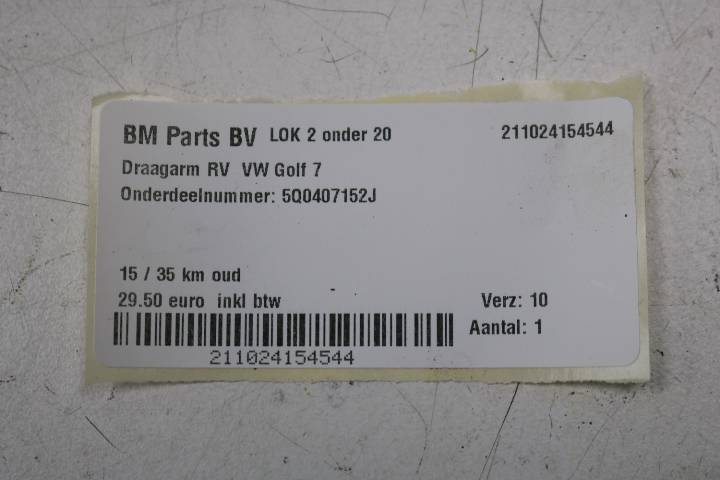 BM Parts BV LOK 2 onder 20 211024154544
Draagarm RV VW Golf 7
Onderdeelnummer: 5Q0407152J
15 / 35 km oud
29.50 euro inkl btw Verz: 10
Aantal: 1
211024154544